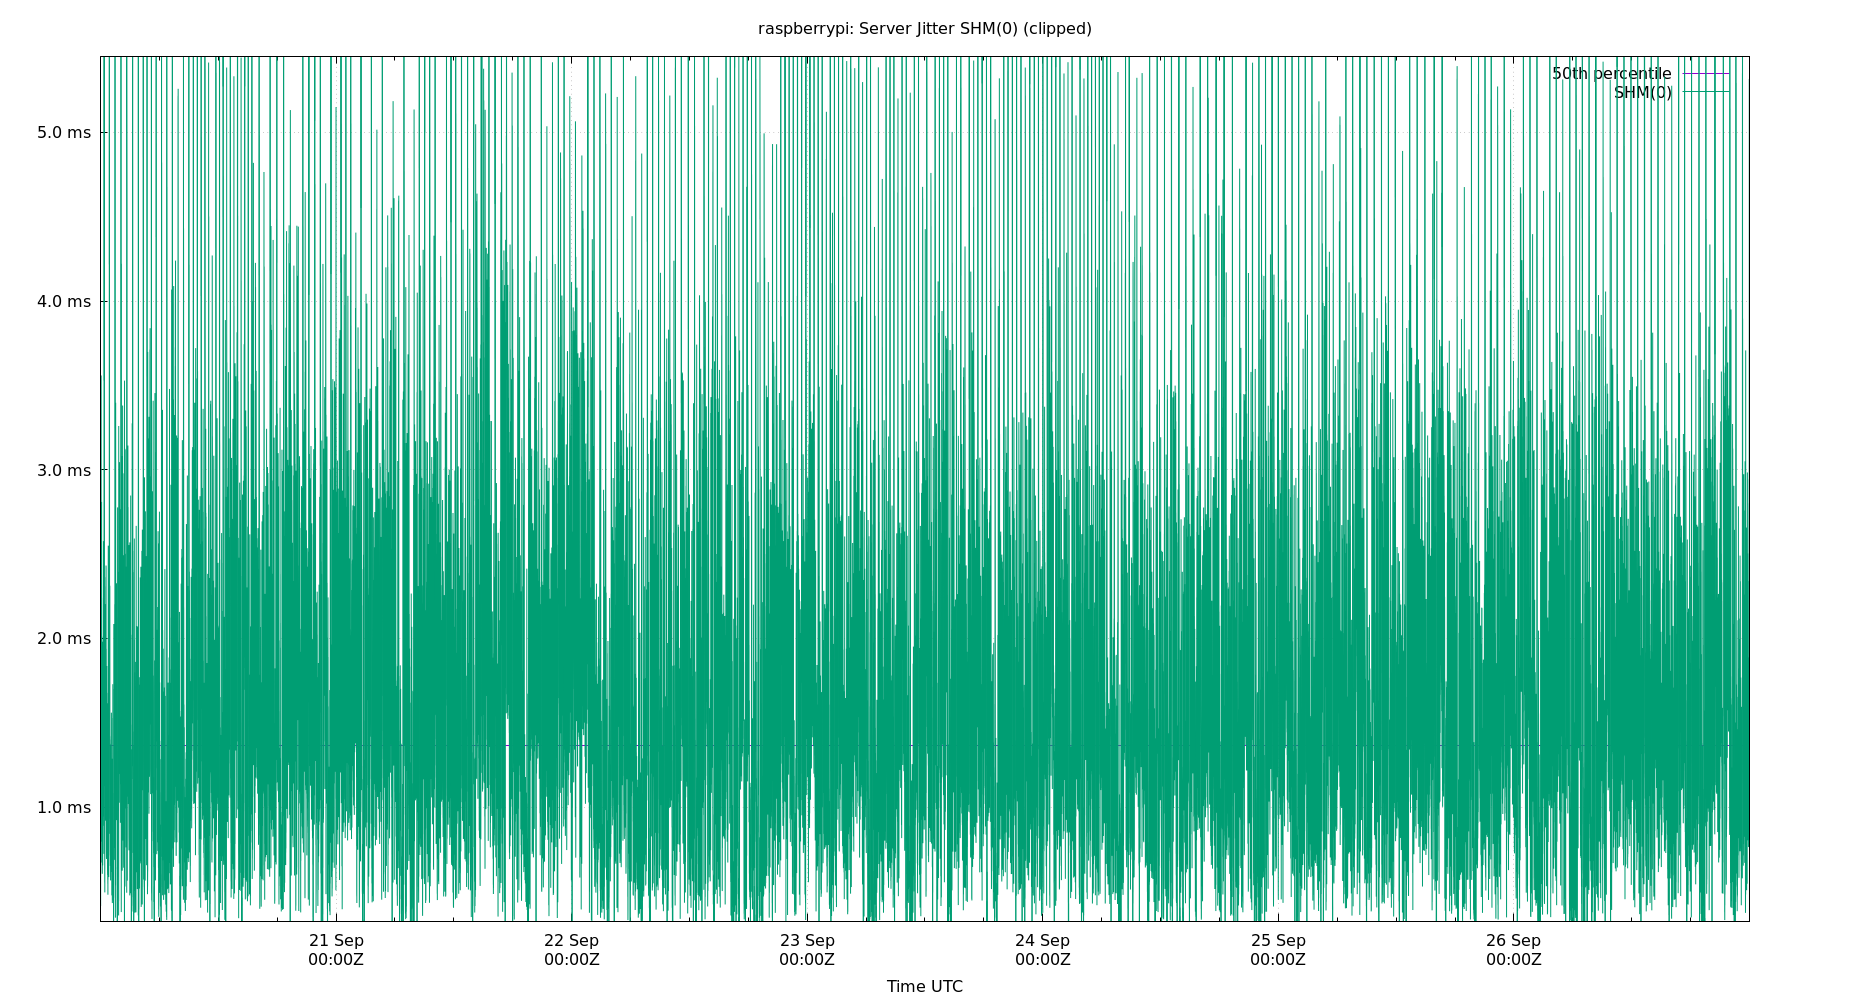 raspberrypi: Server Jitter SHM(0) (clipped)
50th percentile
SHM(0)
5.0 ms
4.0 ms
3.0 ms
2.0 ms
1.0 ms
21 Sep 22 Sep 23 Sep 24 Sep 25 Sep 26 Sep
00:00Z 00:00Z 00:00Z 00:00Z 00:00Z 00:00Z
Time UTC